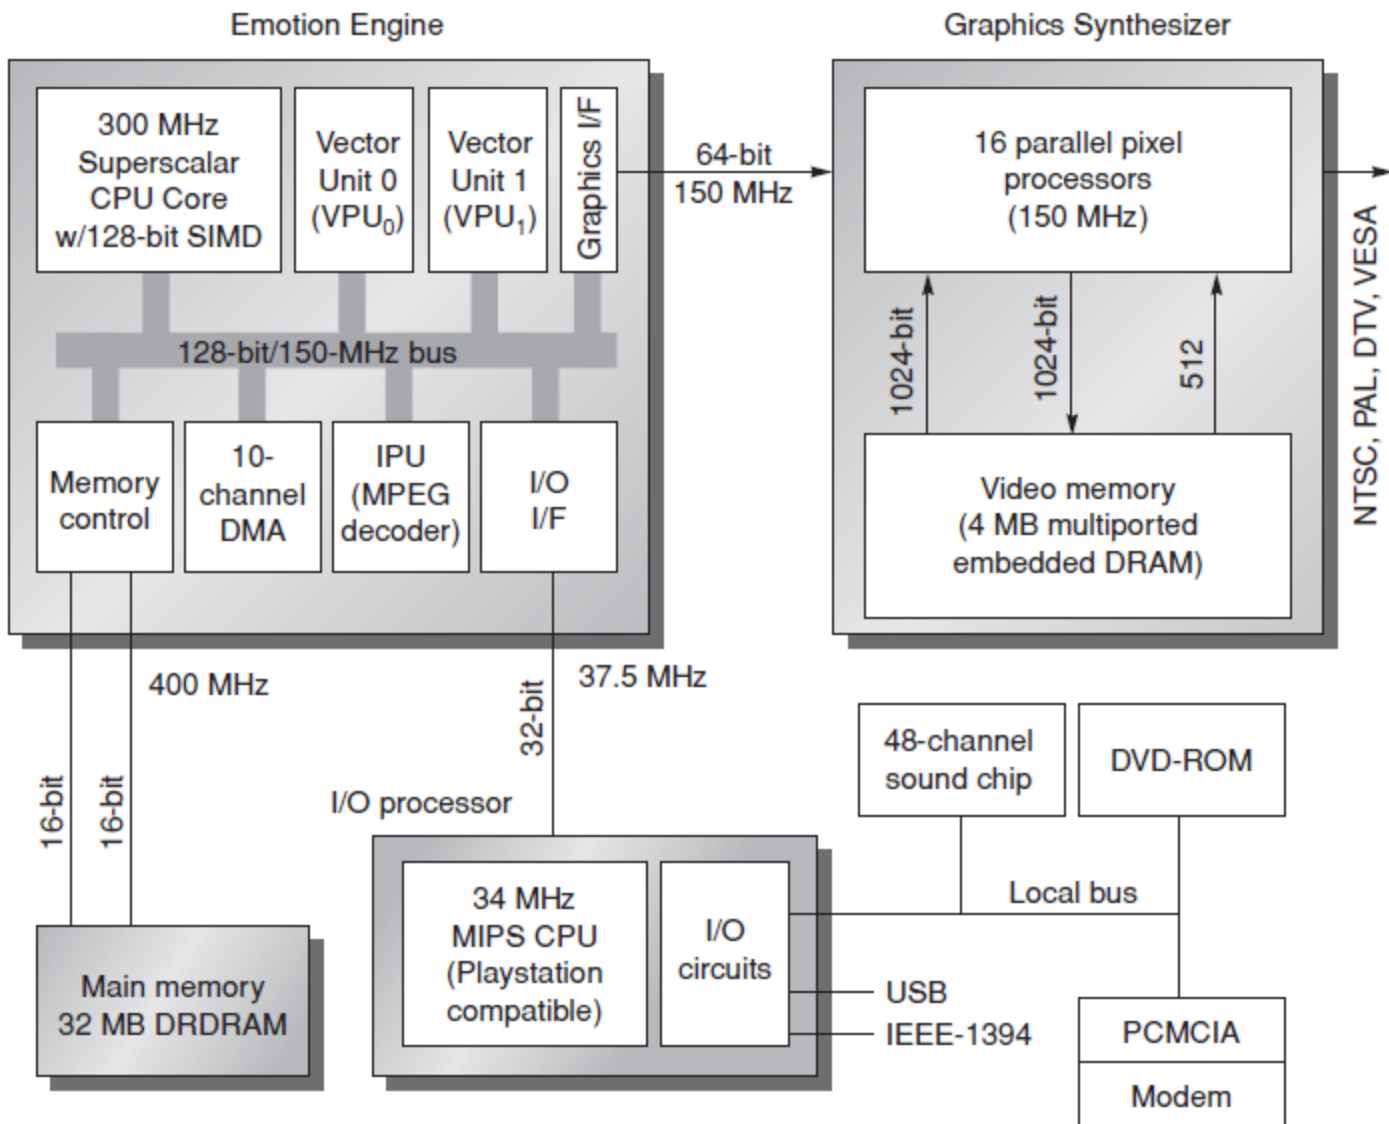 Emotion Engine
Graphics Synthesizer
300 MHz
Superscalar
CPU Core
w/128-bit SIMD
Vector
Unit 0
(VPU0)
Vector
Unit 1
(VPU1)
Graphics I/F
64-bit
150 MHz
16 parallel pixel
processors
(150 MHz)
128-bit/150-MHz bus
1024-bit
1024-bit
512
NTSC, PAL, DTV, VESA
Memory
control
10-
channel
DMA
IPU
(MPEG
decoder)
I/O
I/F
Video memory
(4 MB multiported
embedded DRAM)
400 MHz
16-bit
16-bit
32-bit
37.5 MHz
I/O processor
48-channel
sound chip
DVD-ROM
Main memory
32 MB DRDRAM
34 MHz
MIPS CPU
(Playstation
compatible)
I/O
circuits
Local bus
USB
IEEE-1394
PCMCIA
Modem